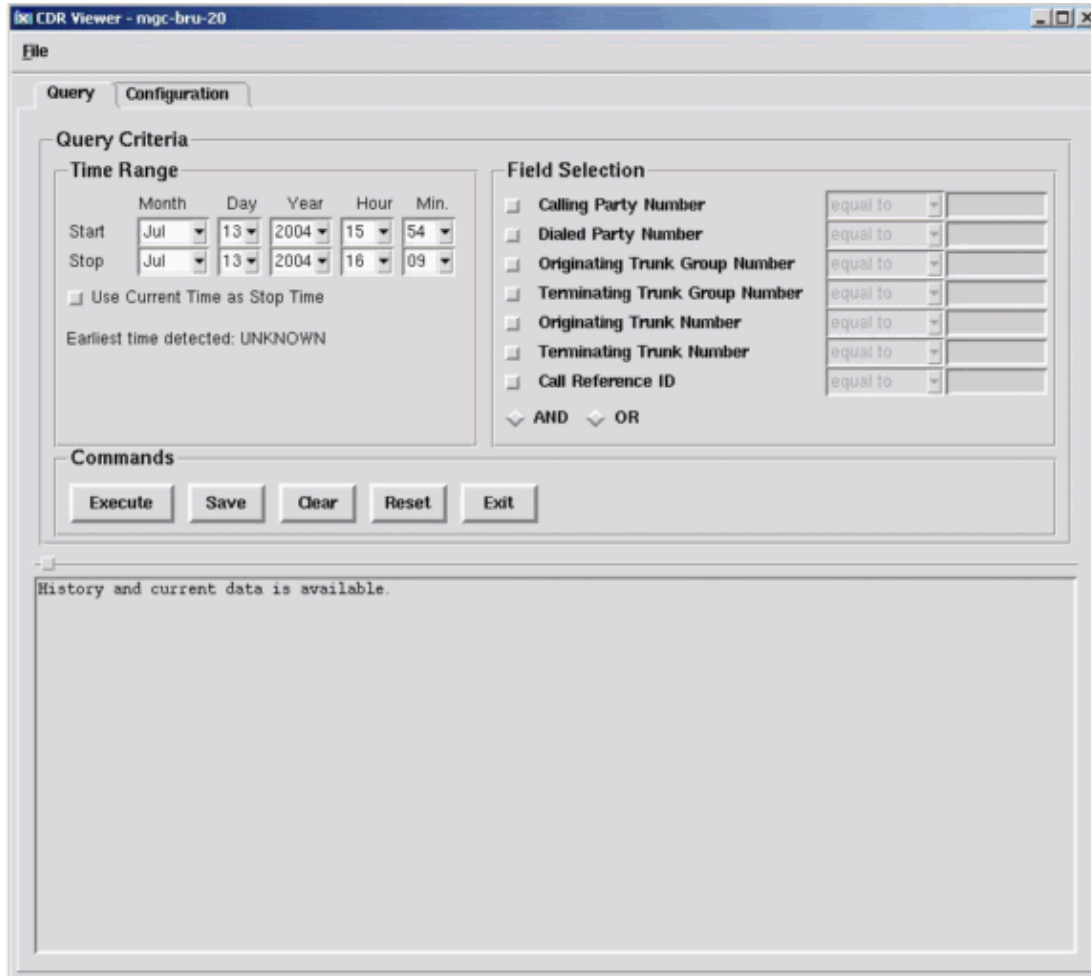 CDR Viewer - mgc-bru-20
File
Query Configuration
Query Criteria
Time Range
Month Day Year Hour Min.
Start Jul 13 2004 15 54
Stop Jul 13 2004 16 09
Use Current Time as Stop Time
Earliest time detected: UNKNOWN
Field Selection
Calling Party Number equal to
Dialed Party Number equal to
Originating Trunk Group Number equal to
Terminating Trunk Group Number equal to
Originating Trunk Number equal to
Terminating Trunk Number equal to
Call Reference ID equal to
AND OR
Commands
Execute Save Clear Reset Exit
History and current data is available.